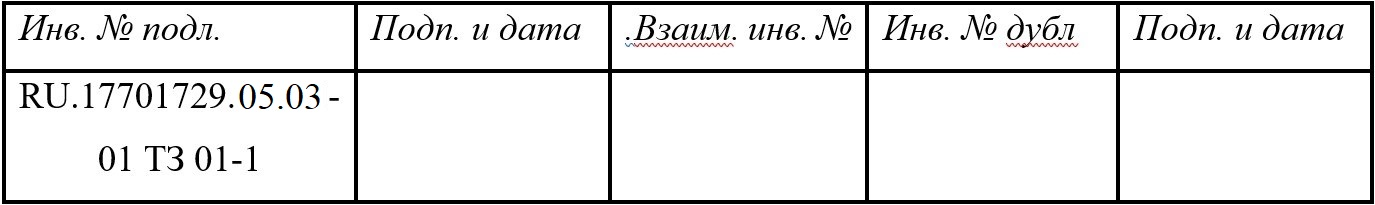 Инв. № подл. Подп. и дата .Взаим. инв. № Инв. № дубл Подп. и дата
RU.17701729.05.03 -
01 ТЗ 01-1